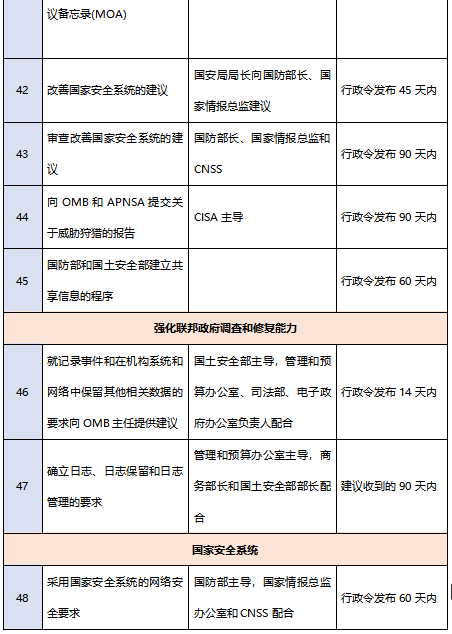 议备忘录(MOA)
42
改善国家安全系统的建议
国安局局长向国防部长、国
家情报总监建议
行政令发布 45 天内
43
审查改善国家安全系统的建
议
国防部长、国家情报总监和
CNSS
行政令发布 90 天内
44
向 OMB 和 APNSA 提交关
于威胁狩猎的报告
CISA 主导
行政令发布 90 天内
45
国防部和国土安全部建立共
享信息的程序
行政令发布 60 天内
强化联邦政府调查和修复能力
46
就记录事件和在机构系统和
网络中保留其他相关数据的
要求向 OMB 主任提供建议
国土安全部主导，管理和预
算办公室、司法部、电子政
府办公室负责人配合
行政令发布 14 天内
47
确立日志、日志保留和日志
管理的要求
管理和预算办公室主导，商
务部长和国土安全部部长配
合
建议收到的 90 天内
国家安全系统
48
采用国家安全系统的网络安
全要求
国防部主导，国家情报总监
办公室和 CNSS 配合
行政令发布 60 天内